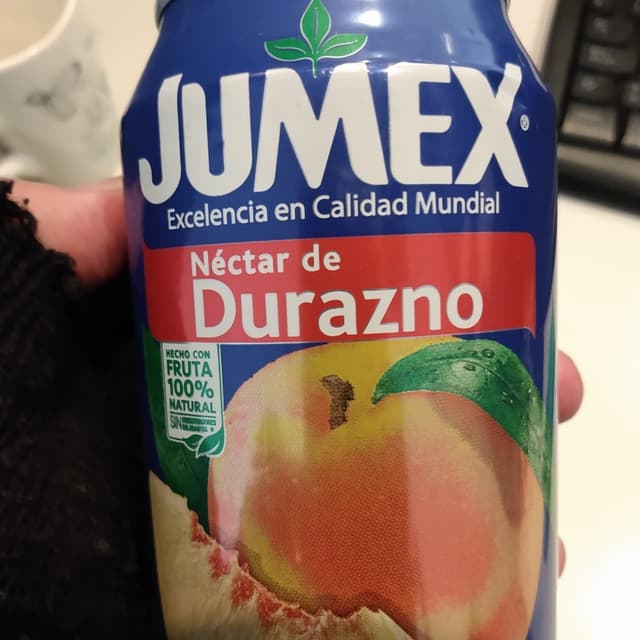 JUMEX®
Excelencia en Calidad Mundial
Néctar de
Durazno
HECHO CON
FRUTA
100%
NATURAL
SIN